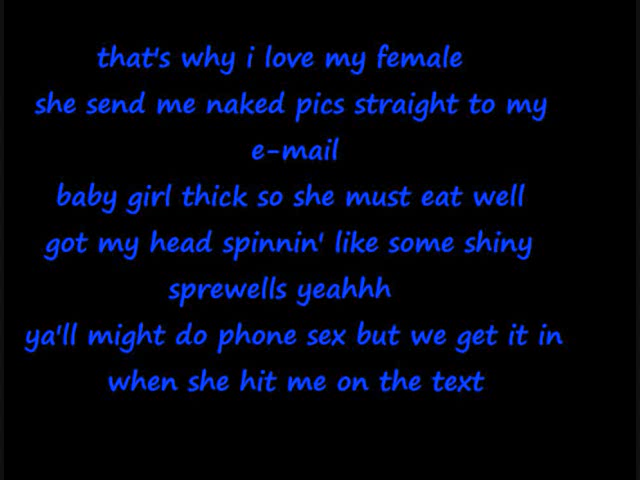 that's why i love my female
she send me naked pics straight to my
e-mail
baby girl thick so she must eat well
got my head spinnin' like some shiny
sprewells yeahhh
ya'll might do phone sex but we get it in
when she hit me on the text